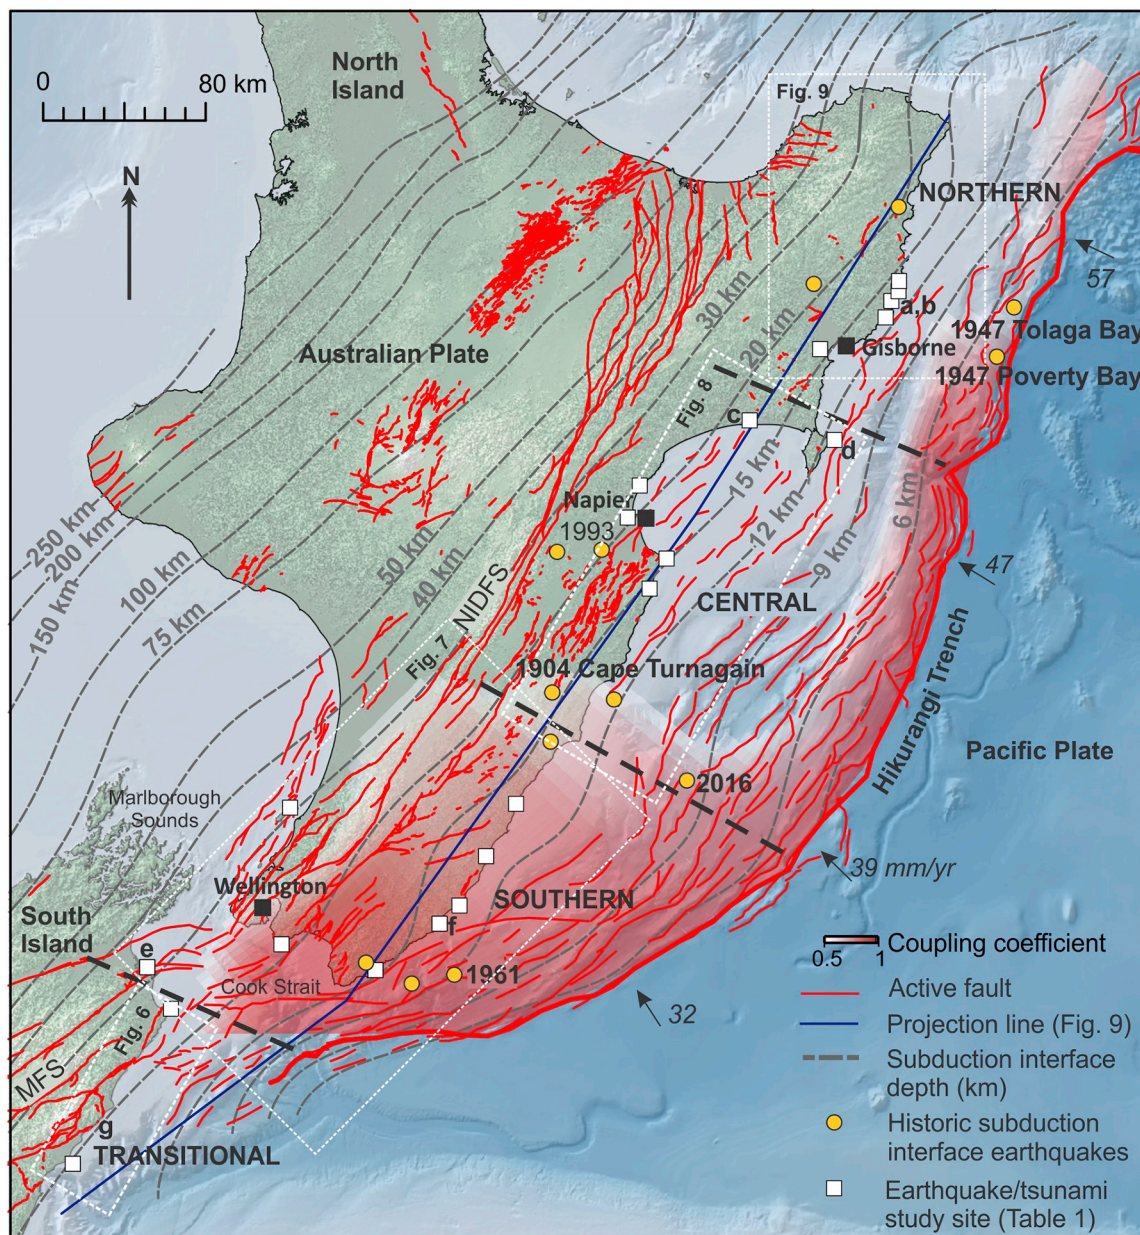 0
80 km
North
Island
Fig. 9
N
NORTHERN
57
30 km
a,b
1947 Tolaga Bay
Australian Plate
20 km
Gisborne
1947 Poverty Bay
Fig. 8
c
d
15 km
6 km
Napier
1993
12 km
250 km
200 km
150 km
100 km
75 km
50 km
40 km
9 km
47
NIDFS
CENTRAL
Fig. 7
1904 Cape Turnagain
Hikurangi Trench
Pacific Plate
2016
Marlborough
Sounds
39 mm/yr
Wellington
SOUTHERN
South
Island
f
e
1961
Cook Strait
32
Fig. 6
MFS
g
TRANSITIONAL
0.5
1
Coupling coefficient
Active fault
Projection line (Fig. 9)
Subduction interface
depth (km)
Historic subduction
interface earthquakes
Earthquake/tsunami
study site (Table 1)